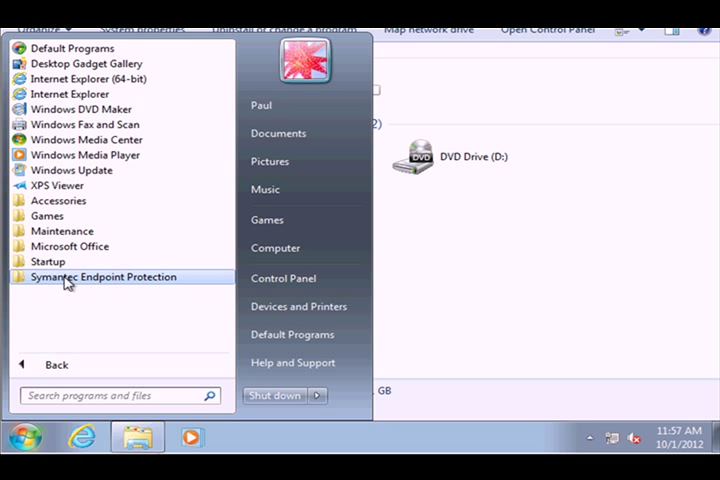 Organize
System properties
Uninstall or change a program
Map network drive
Open Control Panel
Default Programs
Desktop Gadget Gallery
Internet Explorer (64-bit)
Internet Explorer
Windows DVD Maker
Windows Fax and Scan
Windows Media Center
Windows Media Player
Windows Update
XPS Viewer
Accessories
Games
Maintenance
Microsoft Office
Startup
Symantec Endpoint Protection
Back
Search programs and files
Paul
Documents
Pictures
Music
Games
Computer
Control Panel
Devices and Printers
Default Programs
Help and Support
Shut down
2)
DVD
DVD Drive (D:)
GB
11:57 AM
10/1/2012